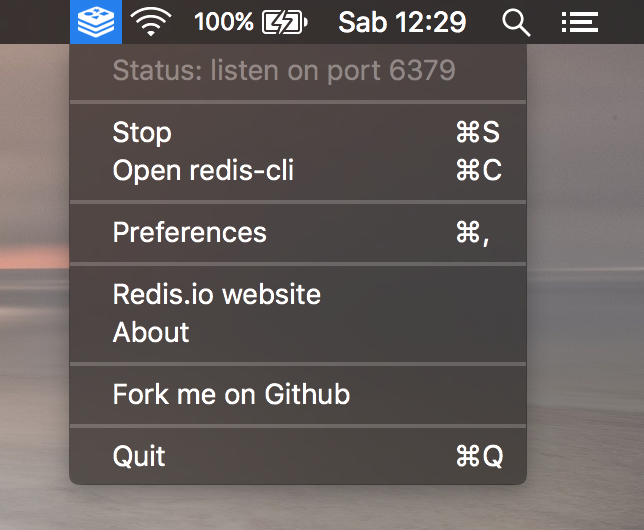 100% Sab 12:29
Status: listen on port 6379
Stop ⌘S
Open redis-cli ⌘C
Preferences ⌘,
Redis.io website
About
Fork me on Github
Quit ⌘Q